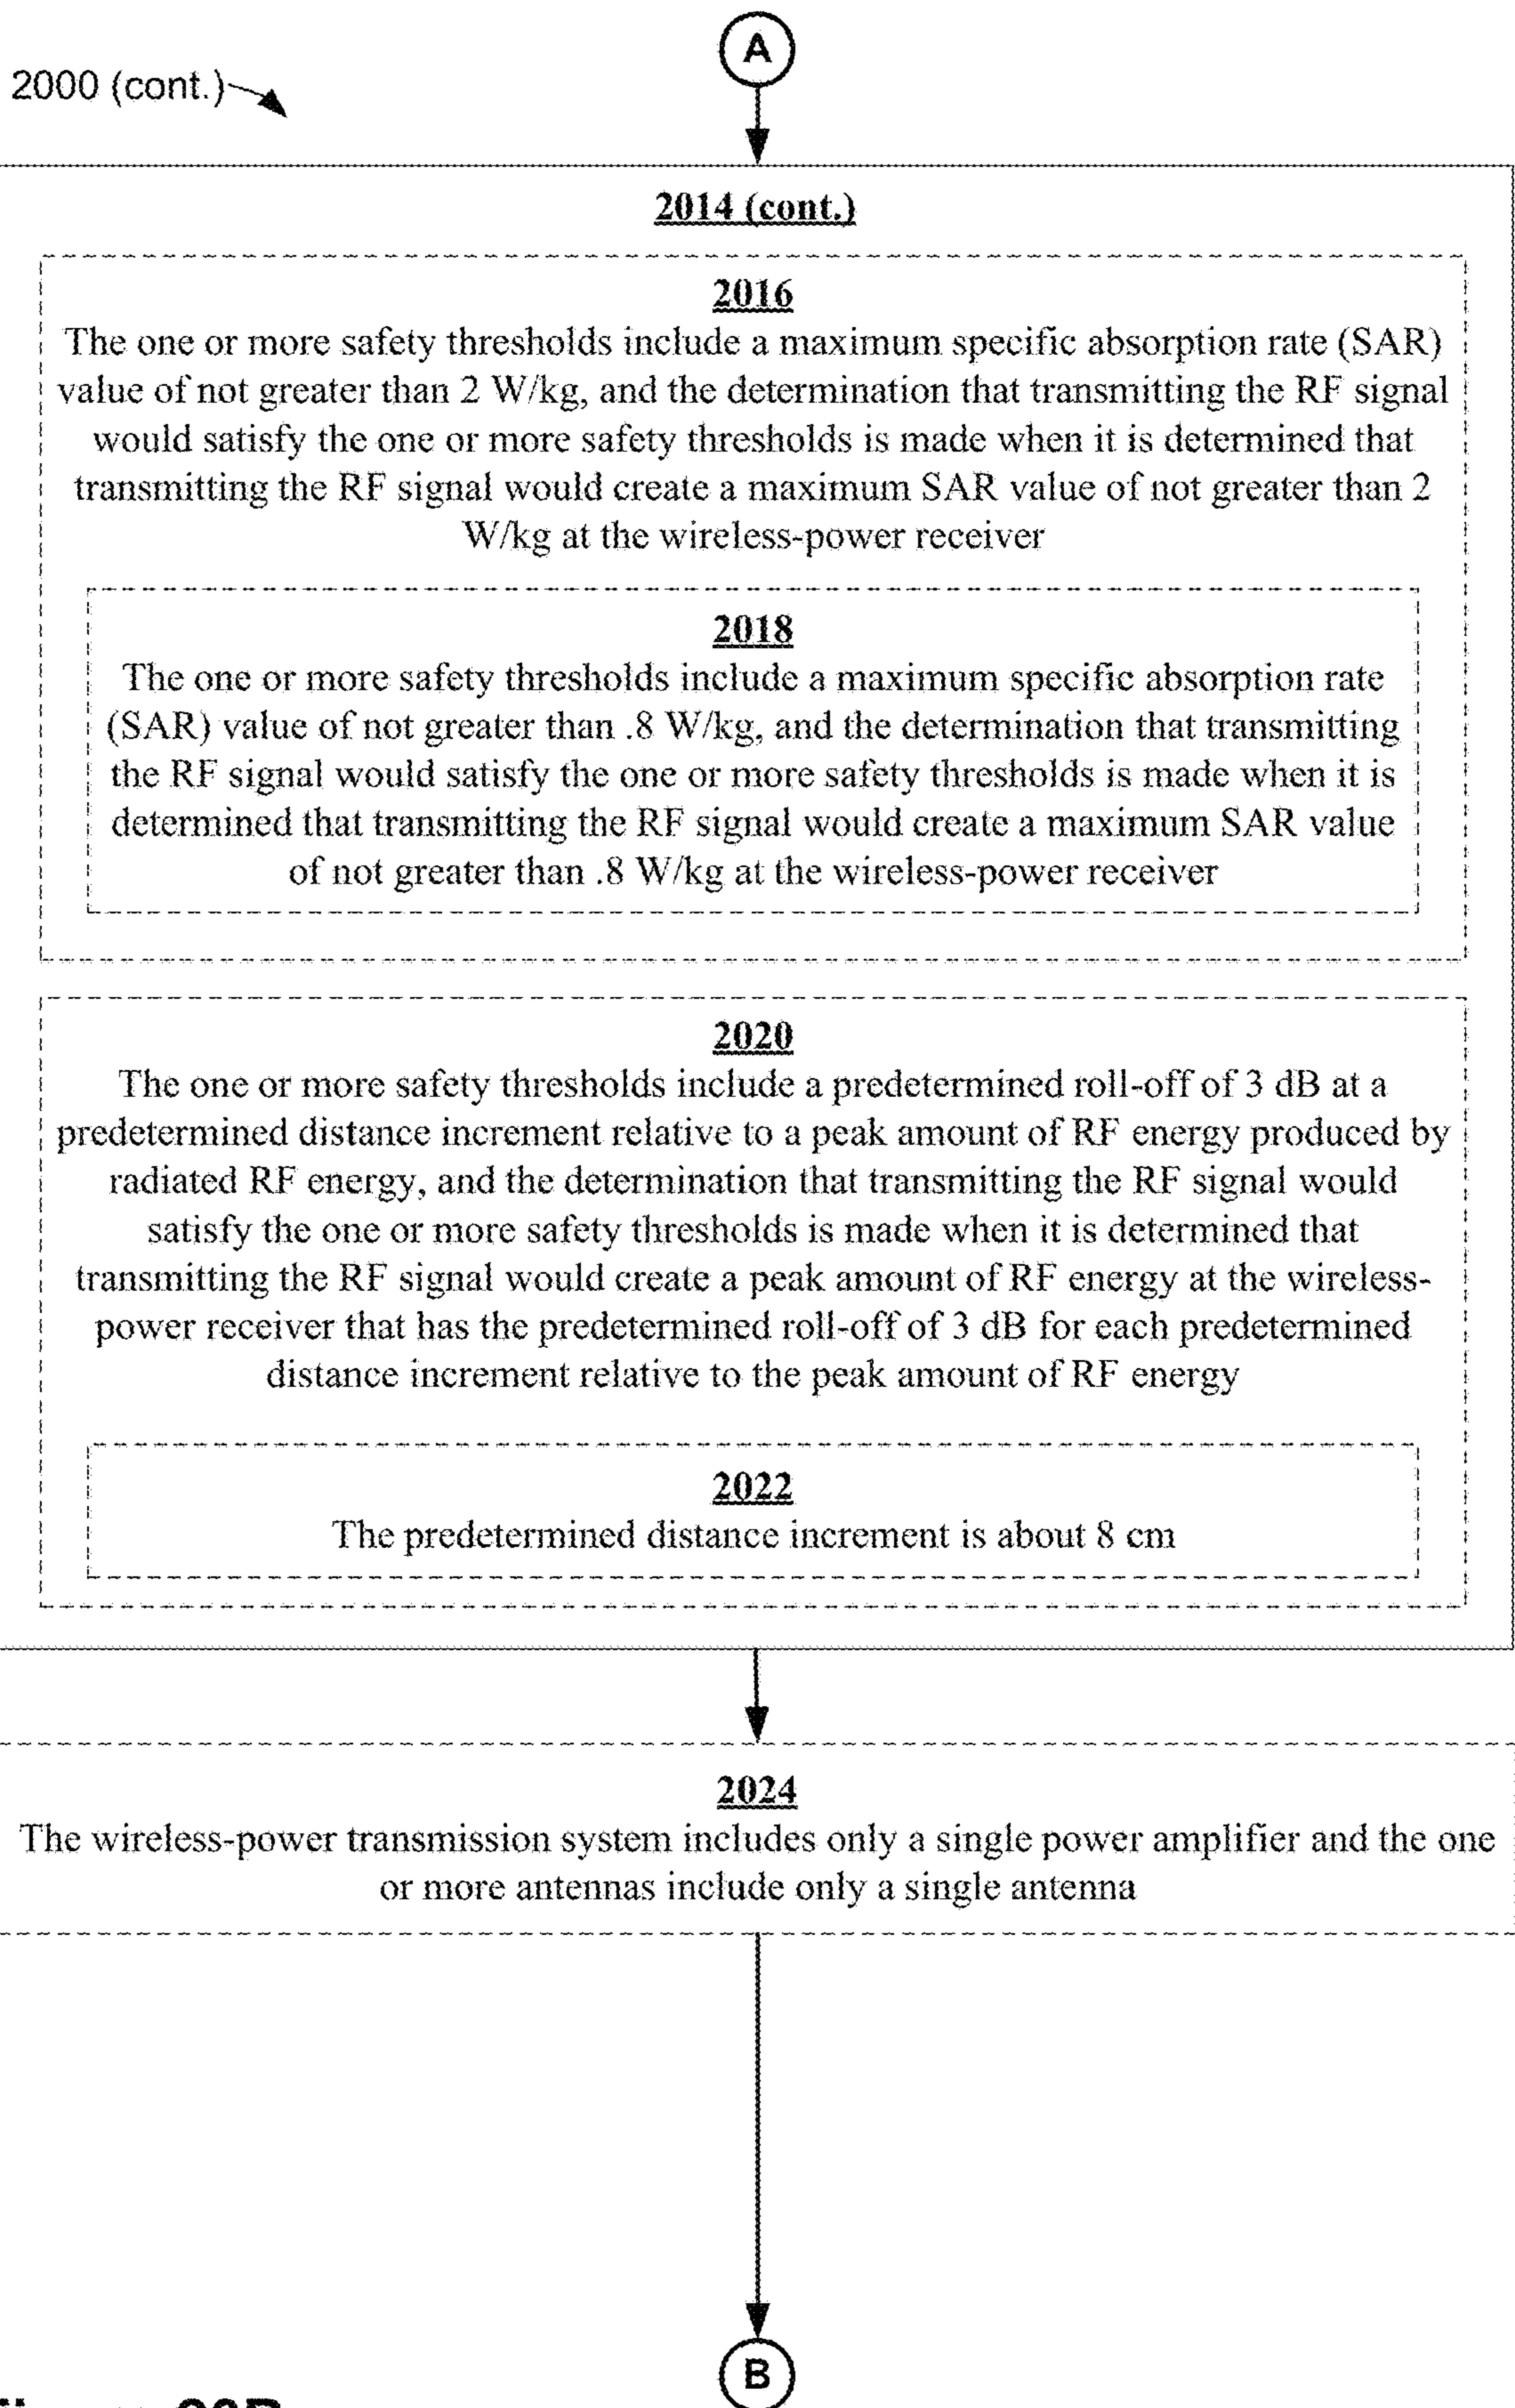 A
2000 (cont.)
2014 (cont.)
2016
The one or more safety thresholds include a maximum specific absorption rate (SAR)
value of not greater than 2 W/kg, and the determination that transmitting the RF signal
would satisfy the one or more safety thresholds is made when it is determined that
transmitting the RF signal would create a maximum SAR value of not greater than 2
W/kg at the wireless-power receiver
2018
The one or more safety thresholds include a maximum specific absorption rate
(SAR) value of not greater than .8 W/kg, and the determination that transmitting
the RF signal would satisfy the one or more safety thresholds is made when it is
determined that transmitting the RF signal would create a maximum SAR value
of not greater than .8 W/kg at the wireless-power receiver
2020
The one or more safety thresholds include a predetermined roll-off of 3 dB at a
predetermined distance increment relative to a peak amount of RF energy produced by
radiated RF energy, and the determination that transmitting the RF signal would
satisfy the one or more safety thresholds is made when it is determined that
transmitting the RF signal would create a peak amount of RF energy at the wireless-
power receiver that has the predetermined roll-off of 3 dB for each predetermined
distance increment relative to the peak amount of RF energy
2022
The predetermined distance increment is about 8 cm
2024
The wireless-power transmission system includes only a single power amplifier and the one
or more antennas include only a single antenna
B